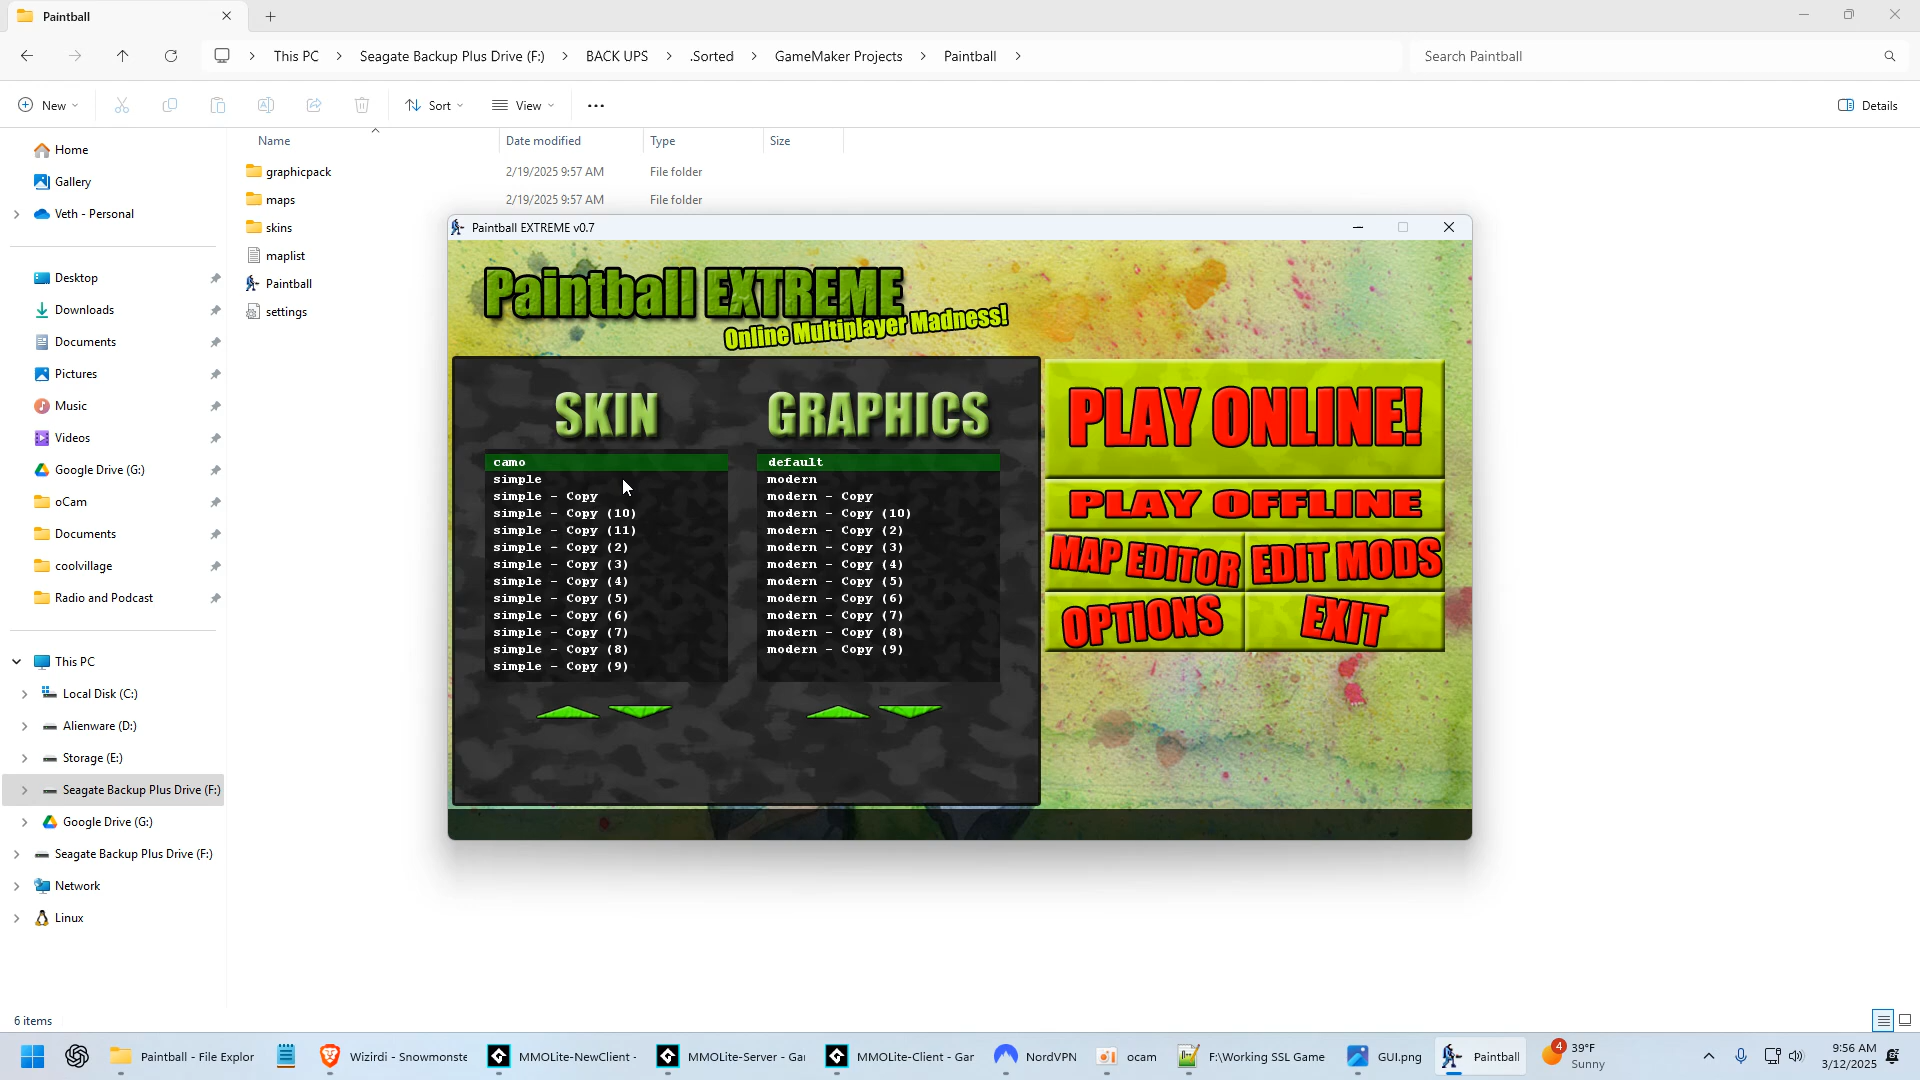 Paintball
This PC
Seagate Backup Plus Drive (F:)
BACK UPS
.Sorted
GameMaker Projects
Paintball
Search Paintball
New
Sort
View
Details
Name
Date modified
Type
Size
Home
Gallery
Veth - Personal
Desktop
Downloads
Documents
Pictures
Music
Videos
Google Drive (G:)
oCam
Documents
coolvillage
Radio and Podcast
This PC
Local Disk (C:)
Alienware (D:)
Storage (E:)
Seagate Backup Plus Drive (F:)
Google Drive (G:)
Seagate Backup Plus Drive (F:)
Network
Linux
graphicpack
2/19/2025 9:57 AM
File folder
maps
2/19/2025 9:57 AM
File folder
skins
maplist
Paintball
settings
Paintball EXTREME v0.7
Paintball EXTREME
Online Multiplayer Madness!
SKIN
camo
simple
simple - Copy
simple - Copy (10)
simple - Copy (11)
simple - Copy (2)
simple - Copy (3)
simple - Copy (4)
simple - Copy (5)
simple - Copy (6)
simple - Copy (7)
simple - Copy (8)
simple - Copy (9)
GRAPHICS
default
modern
modern - Copy
modern - Copy (10)
modern - Copy (2)
modern - Copy (3)
modern - Copy (4)
modern - Copy (5)
modern - Copy (6)
modern - Copy (7)
modern - Copy (8)
modern - Copy (9)
PLAY ONLINE!
PLAY OFFLINE
MAP EDITOR
EDIT MODS
OPTIONS
EXIT
6 items
Paintball - File Explor
Wizirdi - Snowmonste
MMOLite-NewClient -
MMOLite-Server - Gar
MMOLite-Client - Gar
NordVPN
ocam
F:\Working SSL Game
GUI.png
Paintball
4
39°F
Sunny
9:56 AM
3/12/2025